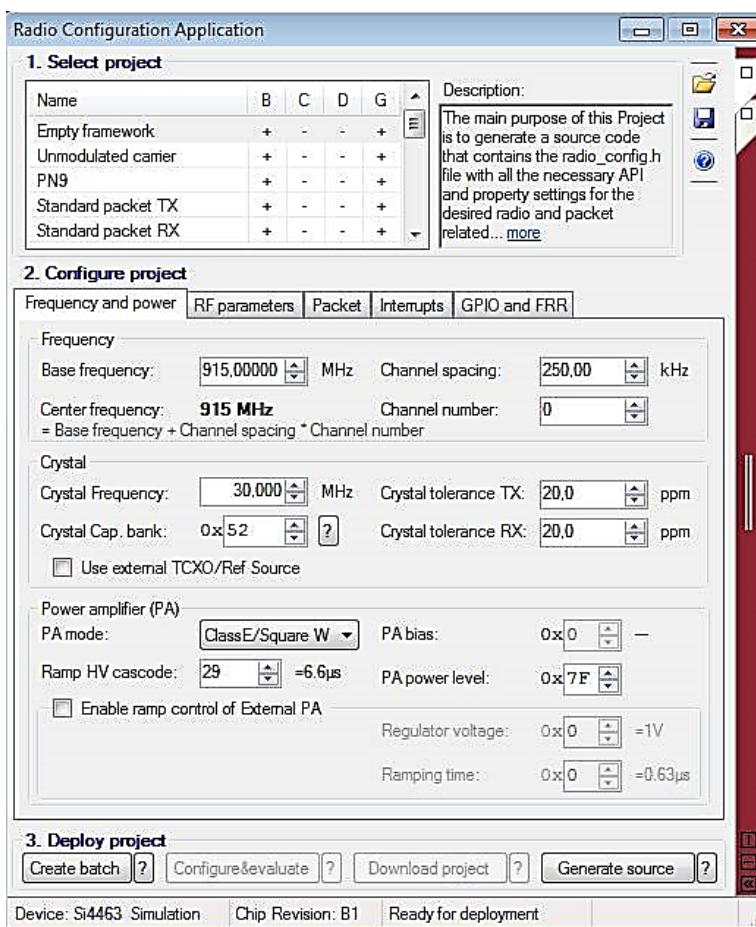 Radio Configuration Application
1. Select project
Name B C D G
Empty framework + - - +
Unmodulated carrier + - - +
PN9 + - - +
Standard packet TX + - - +
Standard packet RX + - - +
Description:
The main purpose of this Project
is to generate a source code
that contains the radio_config.h
file with all the necessary API
and property settings for the
desired radio and packet
related... more
2. Configure project
Frequency and power RF parameters Packet Interrupts GPIO and FRR
Frequency
Base frequency: 915,00000 MHz Channel spacing: 250,00 kHz
Center frequency: 915 MHz Channel number: 0
= Base frequency + Channel spacing * Channel number
Crystal
Crystal Frequency: 30,000 MHz Crystal tolerance TX: 20,0 ppm
Crystal Cap. bank: 0x 52 ? Crystal tolerance RX: 20,0 ppm
Use external TCXO/Ref Source
Power amplifier (PA)
PA mode: ClassE/Square W PA bias: 0x 0 —
Ramp HV cascode: 29 =6.6µs PA power level: 0x 7F
Enable ramp control of External PA
Regulator voltage: 0x 0 =1V
Ramping time: 0x 0 =0.63µs
3. Deploy project
Create batch ? Configure&evaluate ? Download project ? Generate source ?
Device: Si4463 Simulation Chip Revision: B1 Ready for deployment